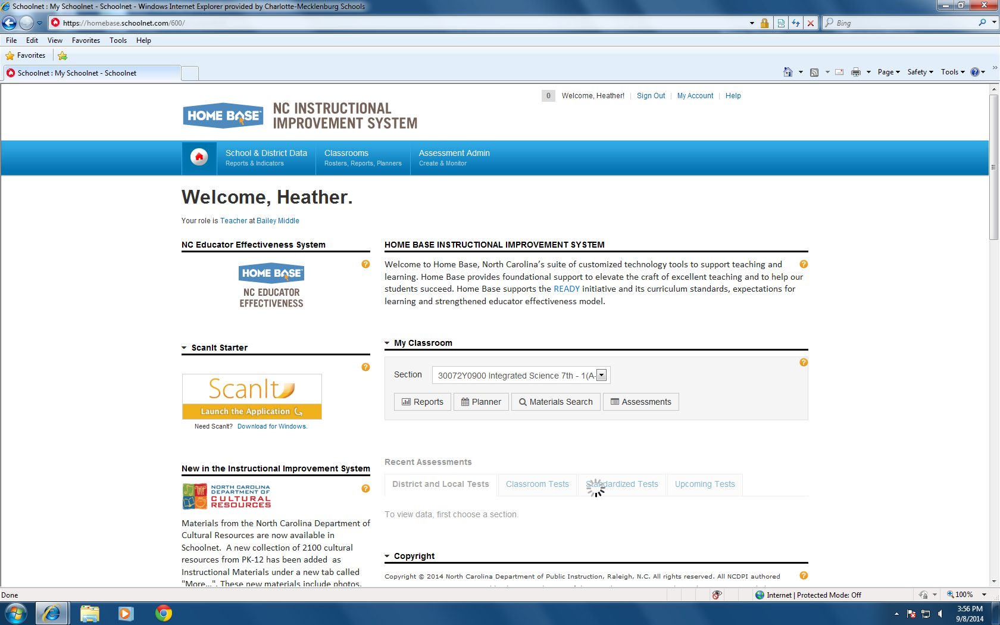 Schoolnet : My Schoolnet - Schoolnet - Windows Internet Explorer provided by Charlotte-Mecklenburg Schools
https://homebase.schoolnet.com/600/
Bing
File Edit View Favorites Tools Help
Favorites
Schoolnet : My Schoolnet - Schoolnet
Page Safety Tools
0 Welcome, Heather! | Sign Out | My Account | Help
HOME BASE™ NC INSTRUCTIONAL
IMPROVEMENT SYSTEM
School & District Data Classrooms Assessment Admin
Reports & Indicators Rosters, Reports, Planners Create & Monitor
Welcome, Heather.
Your role is Teacher at Bailey Middle
NC Educator Effectiveness System
HOME BASE
NC EDUCATOR
EFFECTIVENESS
ScanIt Starter
ScanIt
Launch the Application
Need ScanIt? Download for Windows.
New in the Instructional Improvement System
NORTH CAROLINA
DEPARTMENT OF
CULTURAL
RESOURCES
Materials from the North Carolina Department of
Cultural Resources are now available in
Schoolnet. A new collection of 2100 cultural
resources from PK-12 has been added as
Instructional Materials under a new tab called
"More...". These new materials include photos,
HOME BASE INSTRUCTIONAL IMPROVEMENT SYSTEM
Welcome to Home Base, North Carolina's suite of customized technology tools to support teaching and
learning. Home Base provides foundational support to elevate the craft of excellent teaching and to help our
students succeed. Home Base supports the READY initiative and its curriculum standards, expectations for
learning and strengthened educator effectiveness model.
My Classroom
Section 30072Y0900 Integrated Science 7th - 1(A-
Reports Planner Materials Search Assessments
Recent Assessments
District and Local Tests Classroom Tests Standardized Tests Upcoming Tests
To view data, first choose a section.
Copyright
Copyright © 2014 North Carolina Department of Public Instruction, Raleigh, N.C. All rights reserved. All NCDPI authored
Done Internet | Protected Mode: Off 100%
3:56 PM
9/8/2014